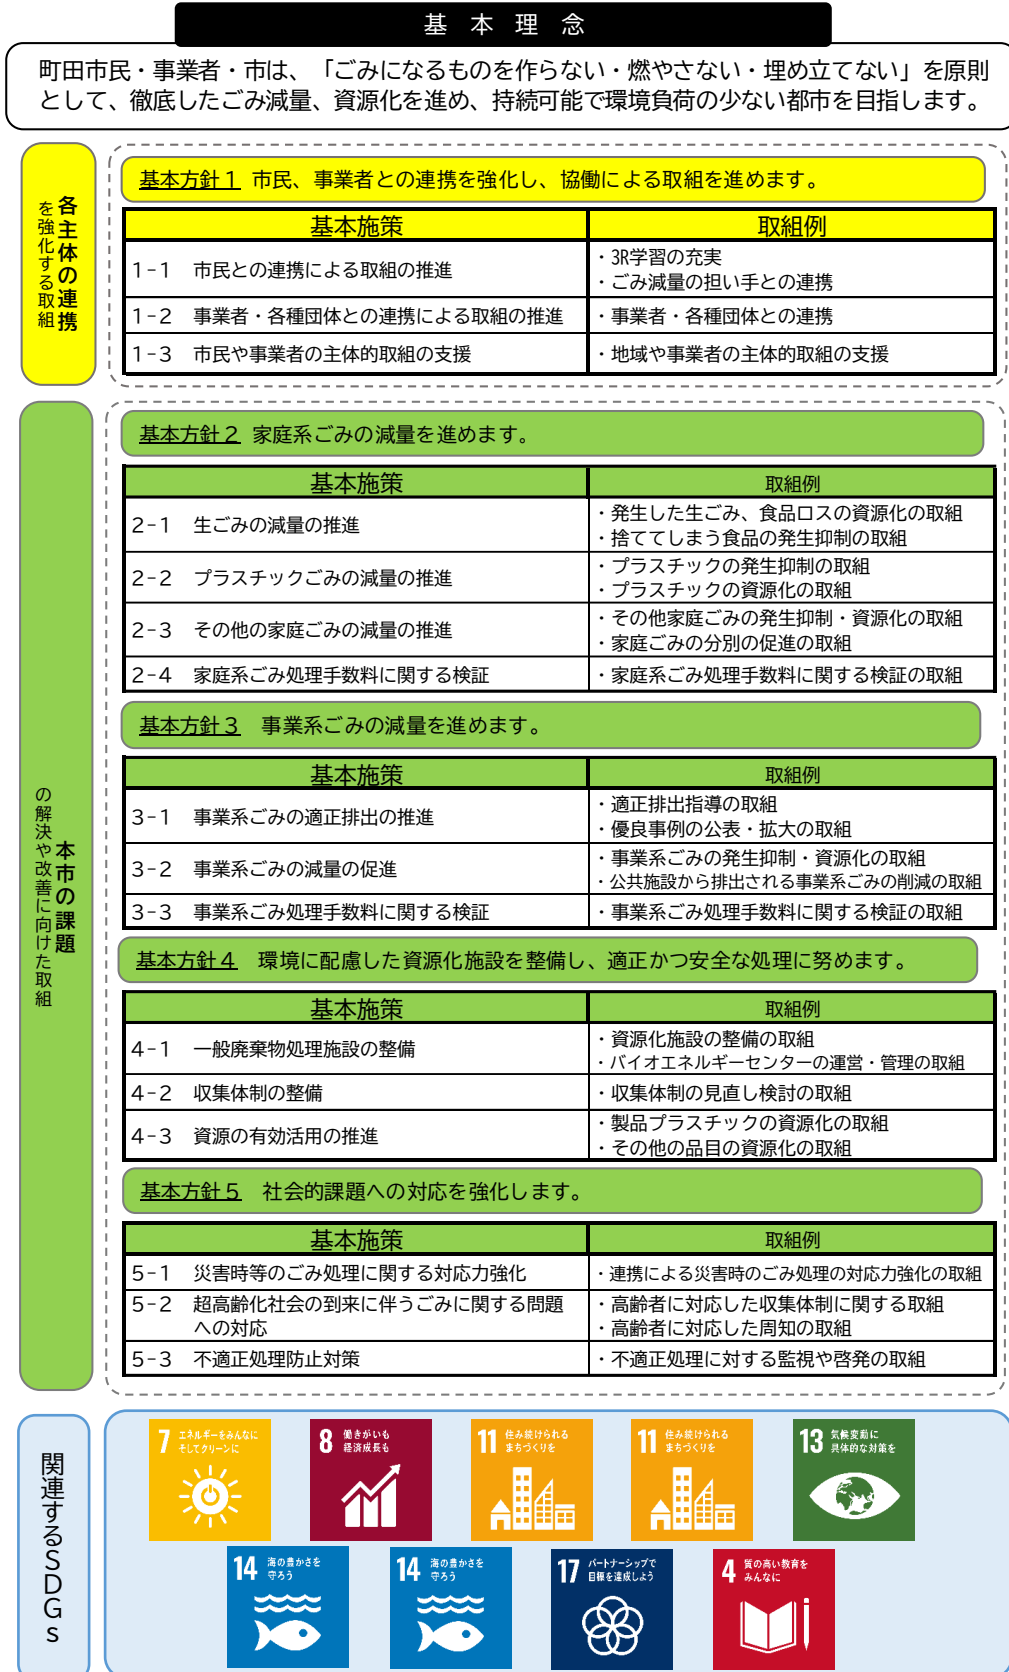 基本理念
町田市民・事業者・市は、「ごみになるものを作らない・燃やさない・埋め立てない」を原則
として、徹底したごみ減量、資源化を進め、持続可能で環境負荷の少ない都市を目指します。
各主体の連携
を強化する取組
基本方針1 市民、事業者との連携を強化し、協働による取組を進めます。
基本施策 取組例
1-1 市民との連携による取組の推進
・3R学習の充実
・ごみ減量の担い手との連携
1-2 事業者・各種団体との連携による取組の推進 ・事業者・各種団体との連携
1-3 市民や事業者の主体的取組の支援 ・地域や事業者の主体的取組の支援
本市の課題
の解決や改善に向けた取組
基本方針2 家庭系ごみの減量を進めます。
基本施策 取組例
2-1 生ごみの減量の推進
・発生した生ごみ、食品ロスの資源化の取組
・捨ててしまう食品の発生抑制の取組
2-2 プラスチックごみの減量の推進
・プラスチックの発生抑制の取組
・プラスチックの資源化の取組
2-3 その他の家庭ごみの減量の推進
・その他家庭ごみの発生抑制・資源化の取組
・家庭ごみの分別の促進の取組
2-4 家庭系ごみ処理手数料に関する検証 ・家庭系ごみ処理手数料に関する検証の取組
基本方針3 事業系ごみの減量を進めます。
基本施策 取組例
3-1 事業系ごみの適正排出の推進
・適正排出指導の取組
・優良事例の公表・拡大の取組
3-2 事業系ごみの減量の促進
・事業系ごみの発生抑制・資源化の取組
・公共施設から排出される事業系ごみの削減の取組
3-3 事業系ごみ処理手数料に関する検証 ・事業系ごみ処理手数料に関する検証の取組
基本方針4 環境に配慮した資源化施設を整備し、適正かつ安全な処理に努めます。
基本施策 取組例
4-1 一般廃棄物処理施設の整備
・資源化施設の整備の取組
・バイオエネルギーセンターの運営・管理の取組
4-2 収集体制の整備 ・収集体制の見直し検討の取組
4-3 資源の有効活用の推進
・製品プラスチックの資源化の取組
・その他の品目の資源化の取組
基本方針5 社会的課題への対応を強化します。
基本施策 取組例
5-1 災害時等のごみ処理に関する対応力強化 ・連携による災害時のごみ処理の対応力強化の取組
5-2 超高齢化社会の到来に伴うごみに関する問題
への対応
・高齢者に対応した収集体制に関する取組
・高齢者に対応した周知の取組
5-3 不適正処理防止対策 ・不適正処理に対する監視や啓発の取組
関連するSDGs
7 エネルギーをみんなに
そしてクリーンに
8 働きがいも
経済成長も
11 住み続けられる
まちづくりを
11 住み続けられる
まちづくりを
13 気候変動に
具体的な対策を
14 海の豊かさを
守ろう
14 海の豊かさを
守ろう
17 パートナーシップで
目標を達成しよう
4 質の高い教育を
みんなに